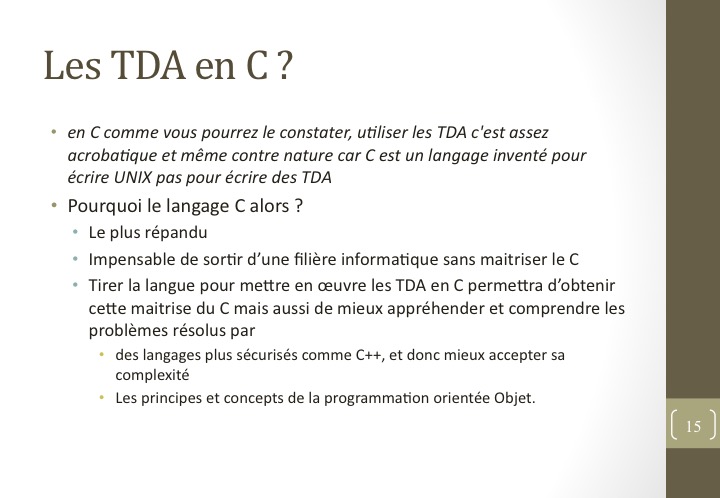 Les TDA en C ?
• en C comme vous pourrez le constater, utiliser les TDA c'est assez
acrobatique et même contre nature car C est un langage inventé pour
écrire UNIX pas pour écrire des TDA
• Pourquoi le langage C alors ?
• Le plus répandu
• Impensable de sortir d’une filière informatique sans maitriser le C
• Tirer la langue pour mettre en œuvre les TDA en C permettra d’obtenir
cette maitrise du C mais aussi de mieux appréhender et comprendre les
problèmes résolus par
• des langages plus sécurisés comme C++, et donc mieux accepter sa
complexité
• Les principes et concepts de la programmation orientée Objet.
15